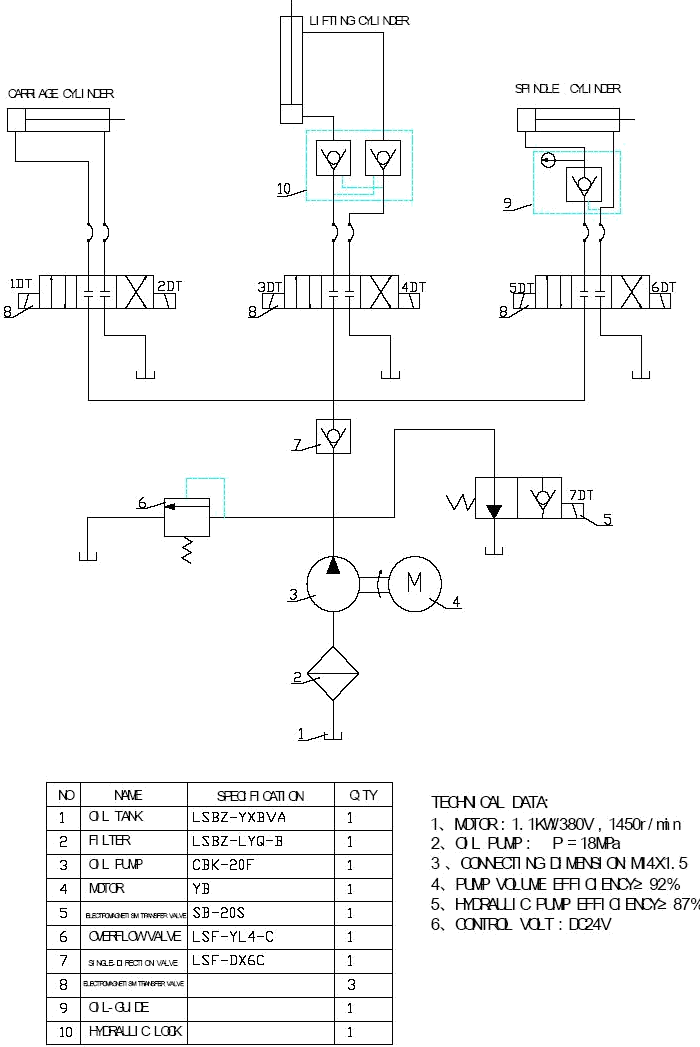 LIFTING CYLINDER
CARRIAGE CYLINDER
SPINDLE CYLINDER
10
9
1DT 2DT
3DT 4DT
5DT 6DT
8
8
8
7
6
7DT
5
3
M
4
2
1
NO NAME SPECIFICATION Q.TY
1 OIL TANK LSBZ-YXBVA 1
2 FILTER LSBZ-LYQ-B 1
3 OIL PUMP CBK-20F 1
4 MOTOR YB 1
5 ELECTROMAGNETISM TRANSFER VALVE SB-20S 1
6 OVERFLOW VALVE LSF-YL4-C 1
7 SINGLE-DIRECTION VALVE LSF-DX6C 1
8 ELECTROMAGNETISM TRANSFER VALVE 3
9 OIL-GUIDE 1
10 HYDRAULIC LOCK 1
TECHNICAL DATA:
1、MOTOR: 1.1KW/380V , 1450r/min
2、OIL PUMP: P=18MPa
3 、CONNECTING DIMENSION M14X1.5
4、PUMP VOLUME EFFICIENCY≥ 92%
5、HYDRAULIC PUMP EFFICIENCY≥ 87%
6、CONTROL VOLT : DC24V